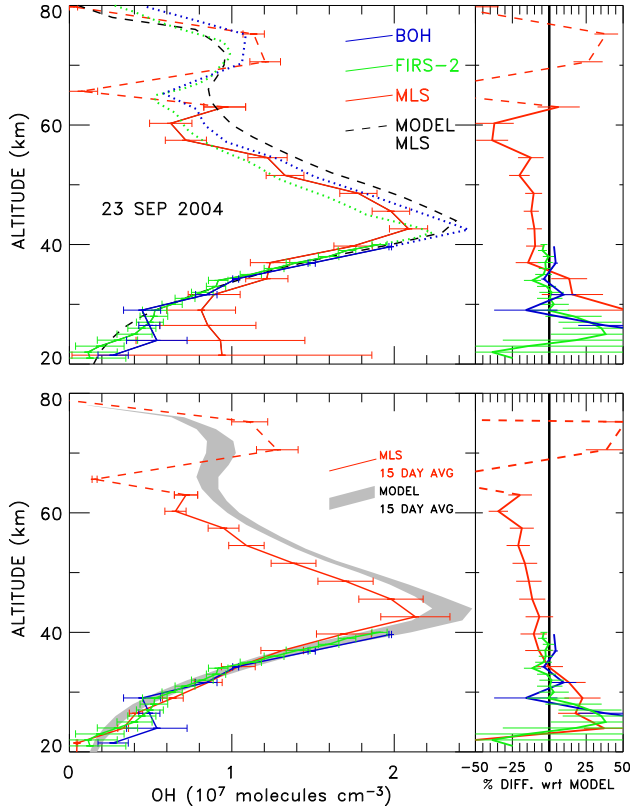 80
60
40
20
ALTITUDE (km)
BOH
FIRS-2
MLS
MODEL
MLS
23 SEP 2004
80
60
40
20
ALTITUDE (km)
MLS
15 DAY AVG
MODEL
15 DAY AVG
0 1 2
OH (10⁷ molecules cm⁻³)
−50 −25 0 25 50
% DIFF. wrt MODEL